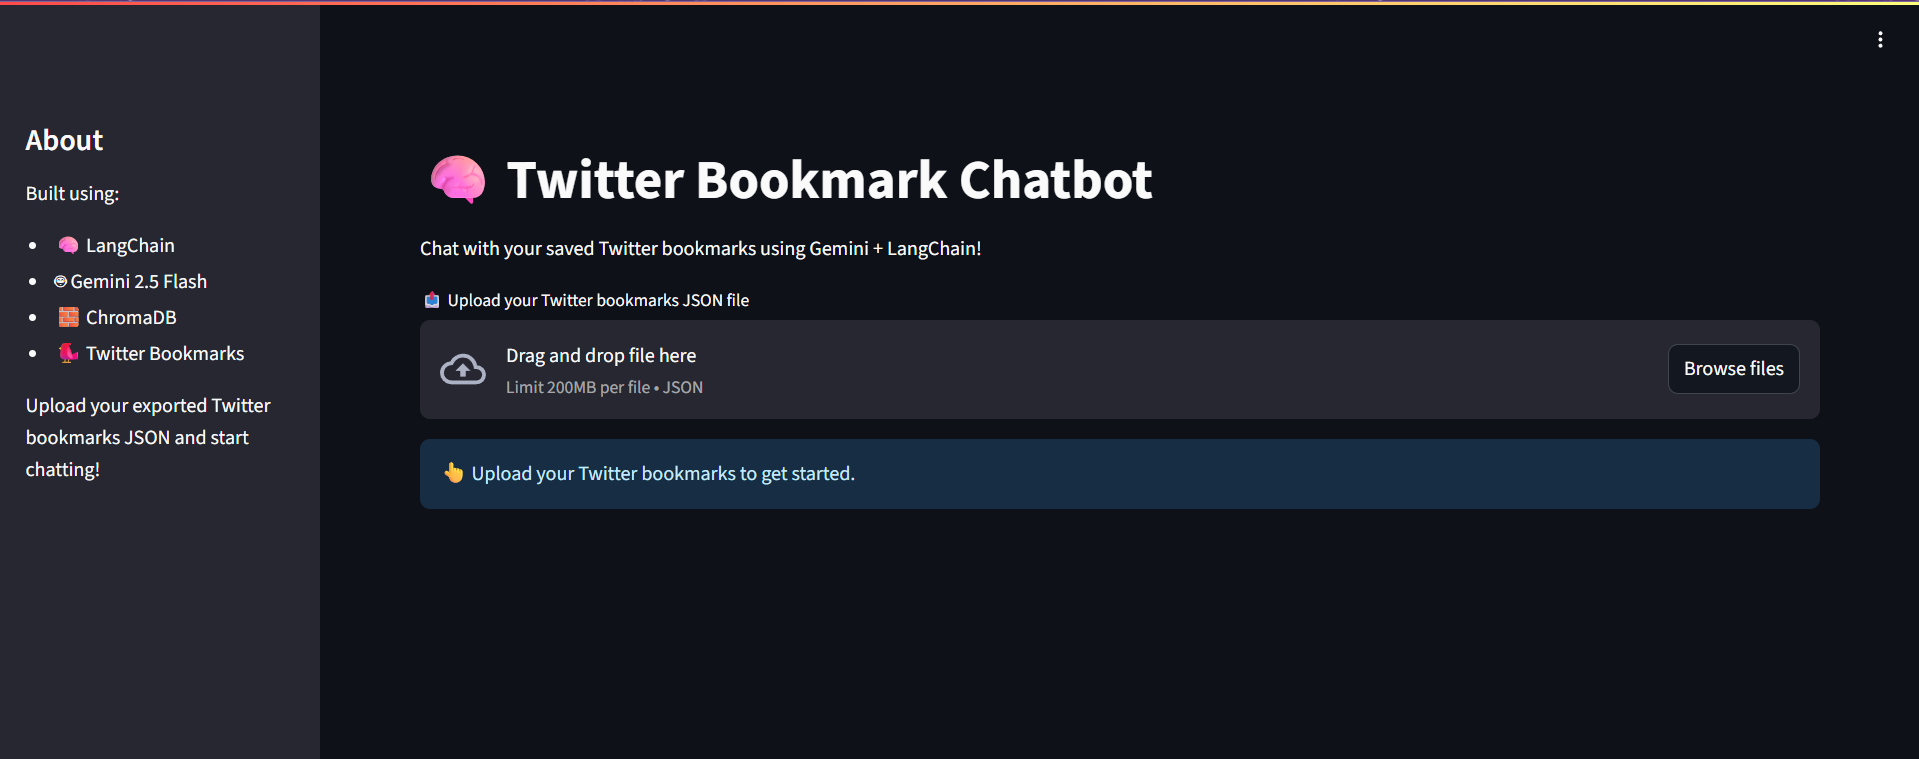 About
Built using:
🧠 LangChain
Gemini 2.5 Flash
🧱 ChromaDB
🐦 Twitter Bookmarks
Upload your exported Twitter
bookmarks JSON and start
chatting!
🧠 Twitter Bookmark Chatbot
Chat with your saved Twitter bookmarks using Gemini + LangChain!
📤 Upload your Twitter bookmarks JSON file
Drag and drop file here
Limit 200MB per file • JSON
Browse files
👆 Upload your Twitter bookmarks to get started.